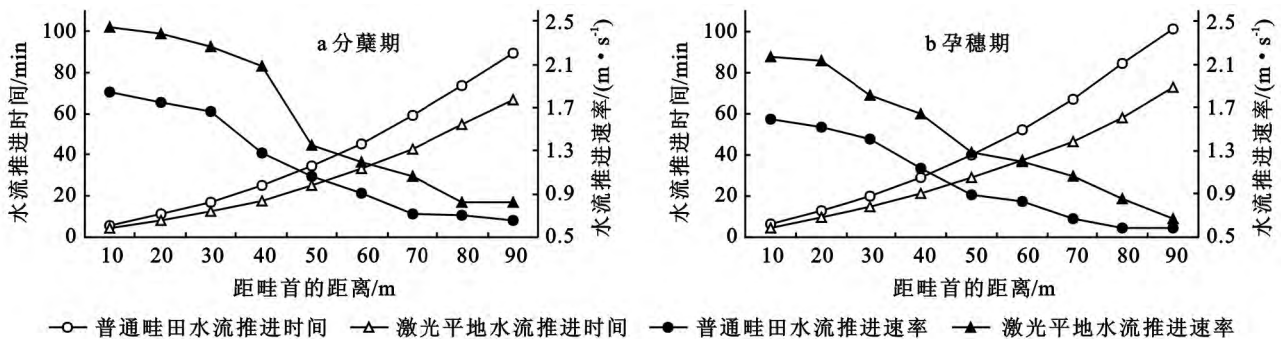 a 分蘖期
水流推进时间/min
100
80
60
40
20
0
2.5
2.1
1.7
1.3
0.9
0.5
水流推进速率/(m·s⁻¹)
10 20 30 40 50 60 70 80 90
距畦首的距离/m
b 孕穗期
水流推进时间/min
100
80
60
40
20
0
2.5
2.1
1.7
1.3
0.9
0.5
水流推进速率/(m·s⁻¹)
10 20 30 40 50 60 70 80 90
距畦首的距离/m
普通畦田水流推进时间 激光平地水流推进时间 普通畦田水流推进速率 激光平地水流推进速率